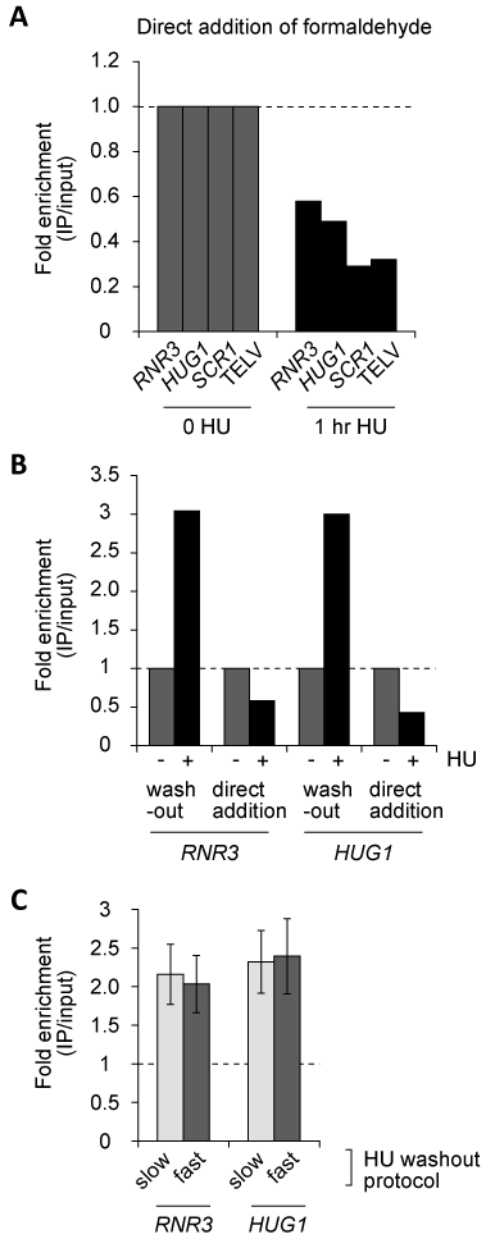 A
Direct addition of formaldehyde
Fold enrichment
(IP/input)
1.2
1.0
0.8
0.6
0.4
0.2
0
RNR3
HUG1
SCR1
TELV
RNR3
HUG1
SCR1
TELV
0 HU
1 hr HU
B
Fold enrichment
(IP/input)
3.5
3
2.5
2
1.5
1
0.5
0
- + - + - + - + HU
wash direct wash direct
-out addition -out addition
RNR3 HUG1
C
Fold enrichment
(IP/input)
3
2.5
2.0
1.5
1
0.5
0
slow fast slow fast
HU washout
protocol
RNR3 HUG1